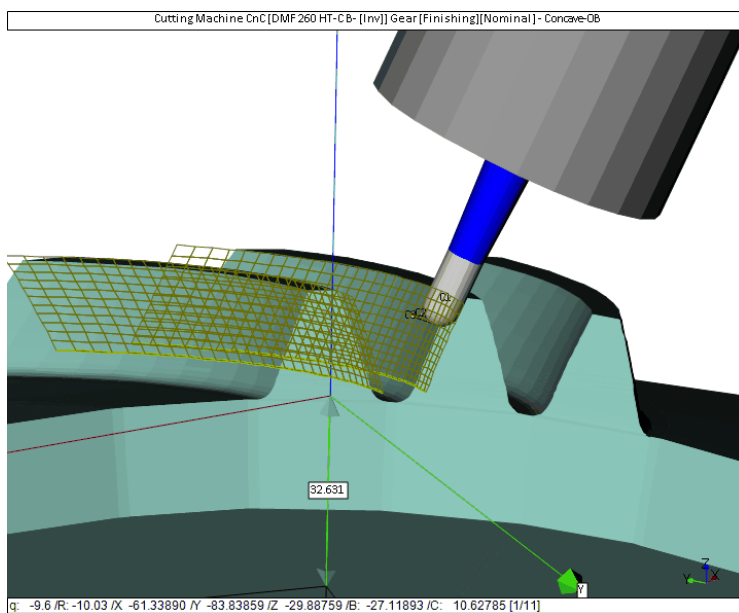 Cutting Machine CnC [DMF 260 HT-C B- [Inv]] Gear [Finishing][Nominal] - Concave-OB
32.631
Y
Z
Y X
q: -9.6 /R: -10.03 /X -61.33890 /Y -83.83859 /Z -29.88759 /B: -27.11893 /C: 10.62785 [1/11]